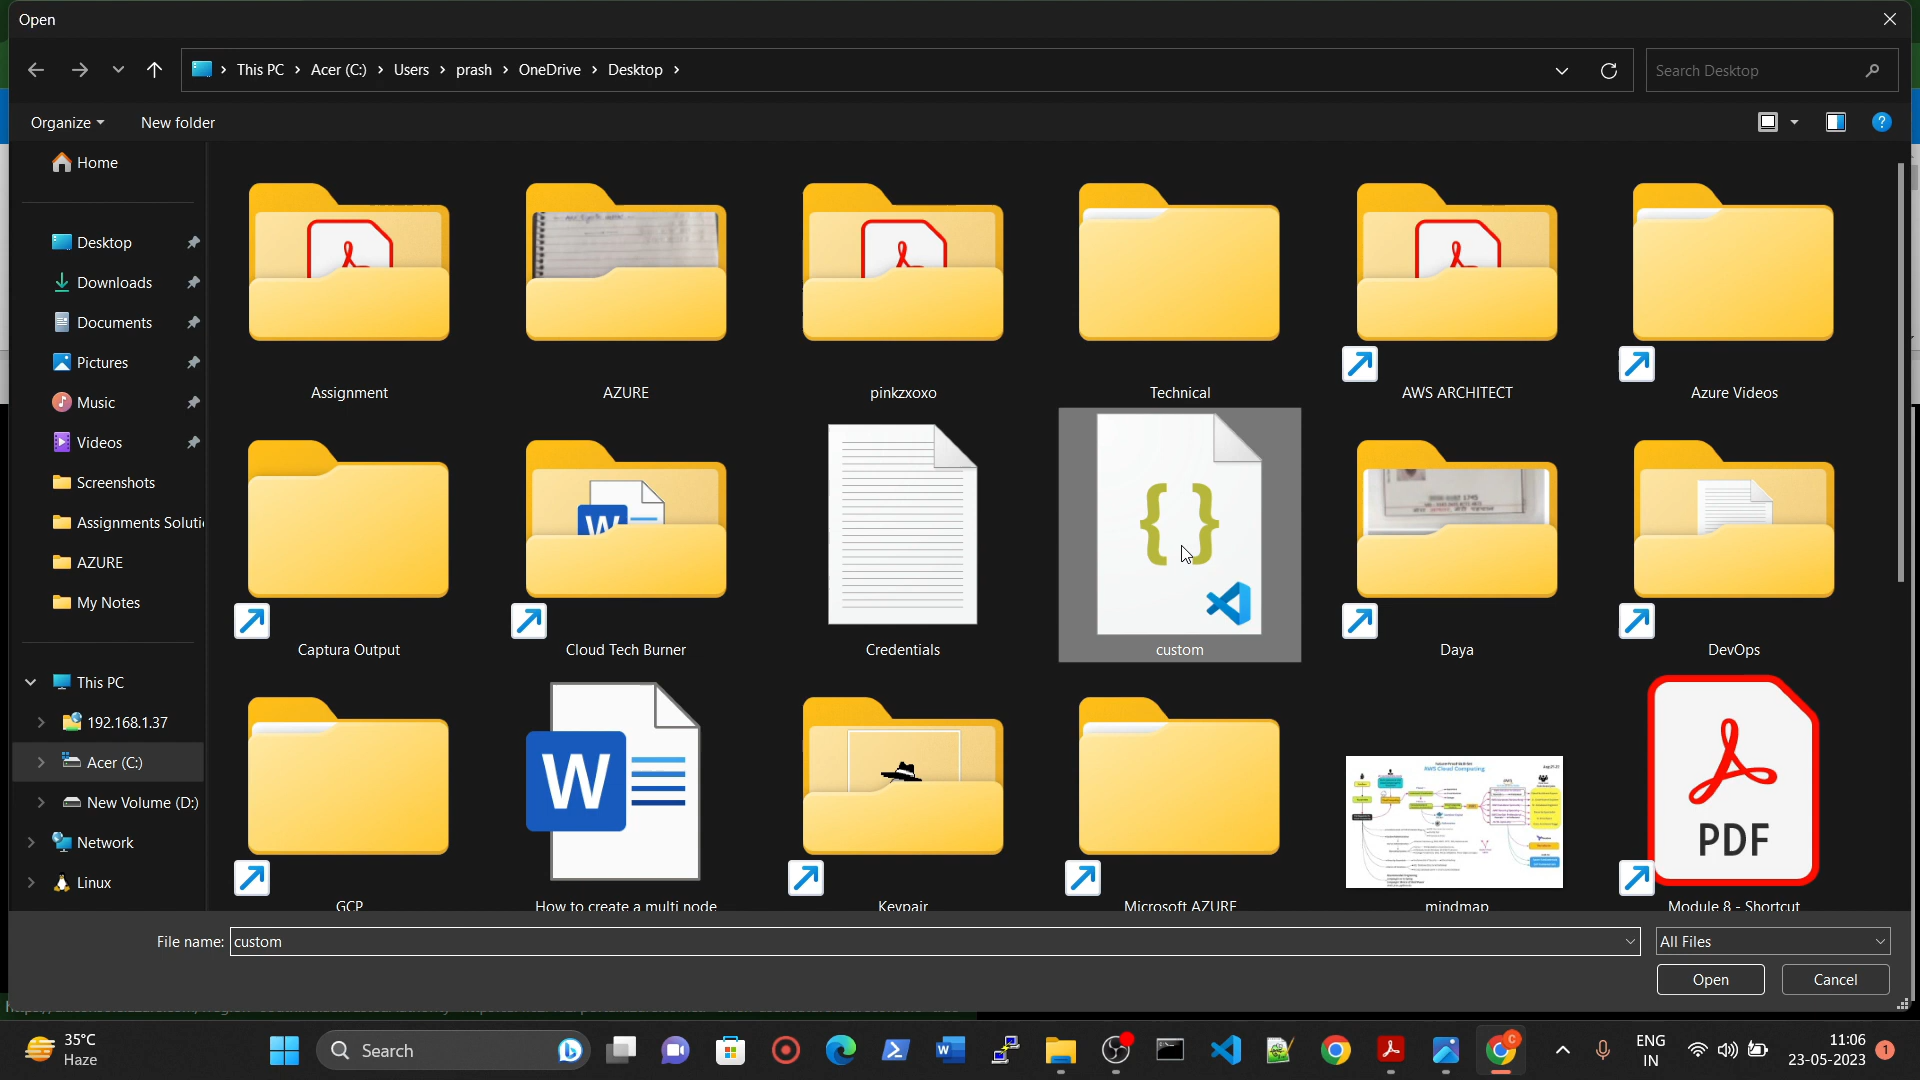 Open
This PC > Acer (C:) > Users > prash > OneDrive > Desktop >
Search Desktop
Organize
New folder
Home
Desktop
Downloads
Documents
Pictures
Music
Videos
Screenshots
Assignments Soluti
AZURE
My Notes
This PC
192.168.1.37
Acer (C:)
New Volume (D:)
Network
Linux
Assignment
AZURE
pinkzxoxo
Technical
AWS ARCHITECT
Azure Videos
Captura Output
Cloud Tech Burner
Credentials
custom
Daya
DevOps
AWS Cloud Computing
PDF
GCP
How to create a multi node
Keypair
Microsoft AZURE
mindmap
Module 8 - Shortcut
File name: custom
All Files
Open
Cancel
35°C
Haze
Search
ENG
IN
11:06
23-05-2023
1